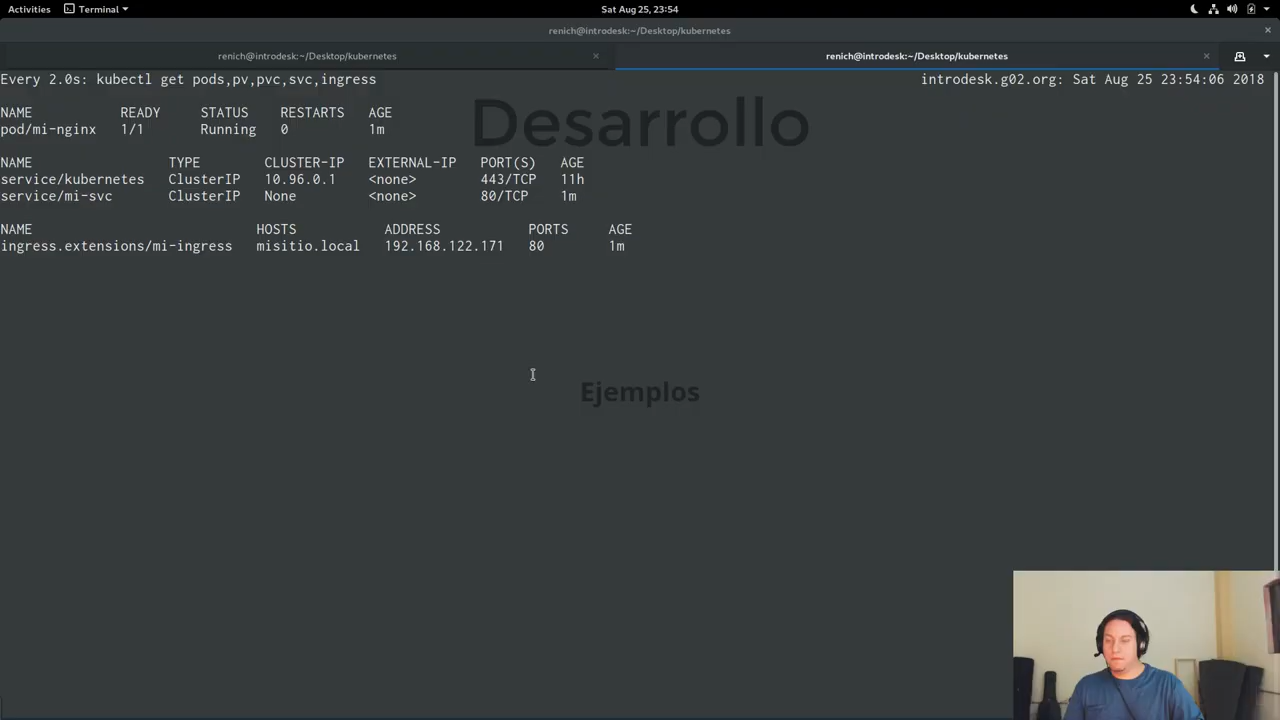 Activities Terminal Sat Aug 25, 23:54
renich@introdesk:~/Desktop/kubernetes
renich@introdesk:~/Desktop/kubernetes × renich@introdesk:~/Desktop/kubernetes ×
Every 2.0s: kubectl get pods,pv,pvc,svc,ingress introdesk.g02.org: Sat Aug 25 23:54:06 2018
Desarrollo
NAME READY STATUS RESTARTS AGE
pod/mi-nginx 1/1 Running 0 1m
NAME TYPE CLUSTER-IP EXTERNAL-IP PORT(S) AGE
service/kubernetes ClusterIP 10.96.0.1 <none> 443/TCP 11h
service/mi-svc ClusterIP None <none> 80/TCP 1m
NAME HOSTS ADDRESS PORTS AGE
ingress.extensions/mi-ingress misitio.local 192.168.122.171 80 1m
Ejemplos